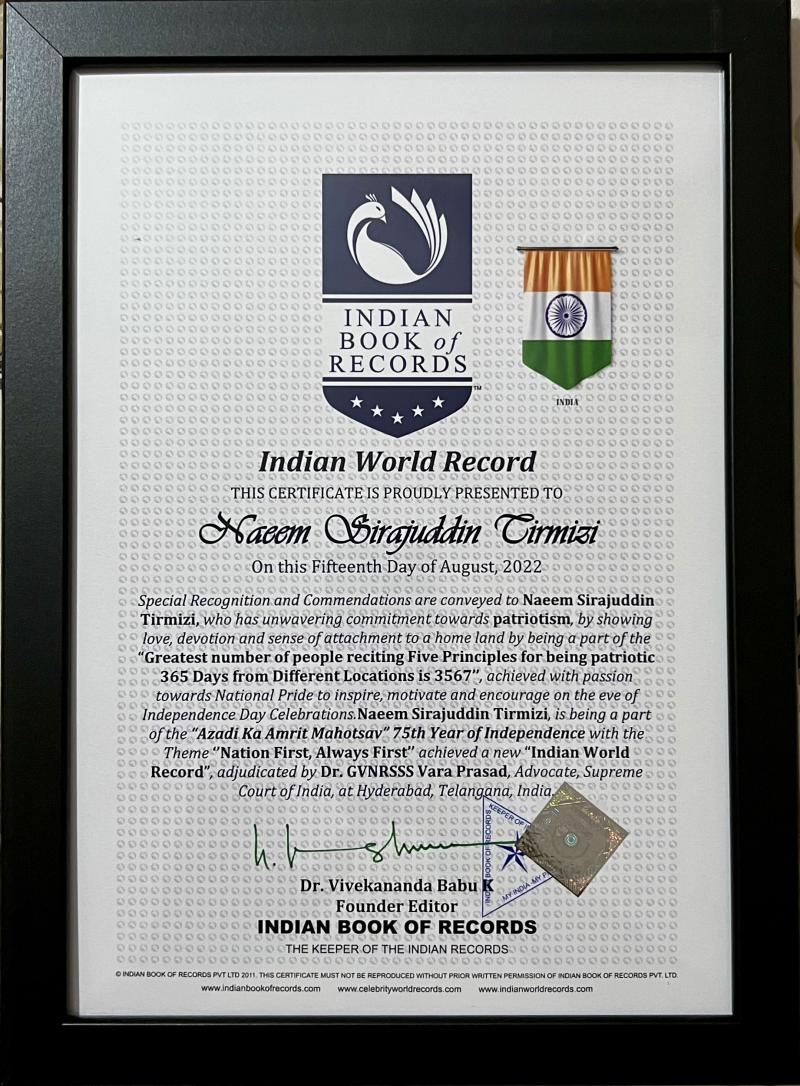 INDIAN
BOOK of
RECORDS
TM
INDIA
Indian World Record
THIS CERTIFICATE IS PROUDLY PRESENTED TO
Naeem Sirajuddin Tirmizi
On this Fifteenth Day of August, 2022
Special Recognition and Commendations are conveyed to Naeem Sirajuddin
Tirmizi, who has unwavering commitment towards patriotism, by showing
love, devotion and sense of attachment to a home land by being a part of the
"Greatest number of people reciting Five Principles for being patriotic
365 Days from Different Locations is 3567", achieved with passion
towards National Pride to inspire, motivate and encourage on the eve of
Independence Day Celebrations.Naeem Sirajuddin Tirmizi, is being a part
of the "Azadi Ka Amrit Mahotsav" 75th Year of Independence with the
Theme "Nation First, Always First" achieved a new "Indian World
Record", adjudicated by Dr. GVNRSSS Vara Prasad, Advocate, Supreme
Court of India, at Hyderabad, Telangana, India.
KEEPER OF
BOOK OF RECORDS
MY INDIA
Dr. Vivekananda Babu K
Founder Editor
INDIAN BOOK OF RECORDS
THE KEEPER OF THE INDIAN RECORDS
© INDIAN BOOK OF RECORDS PVT LTD 2011. THIS CERTIFICATE MUST NOT BE REPRODUCED WITHOUT PRIOR WRITTEN PERMISSION OF INDIAN BOOK OF RECORDS PVT. LTD.
www.indianbookofrecords.com www.celebrityworldrecords.com www.indianworldrecords.com